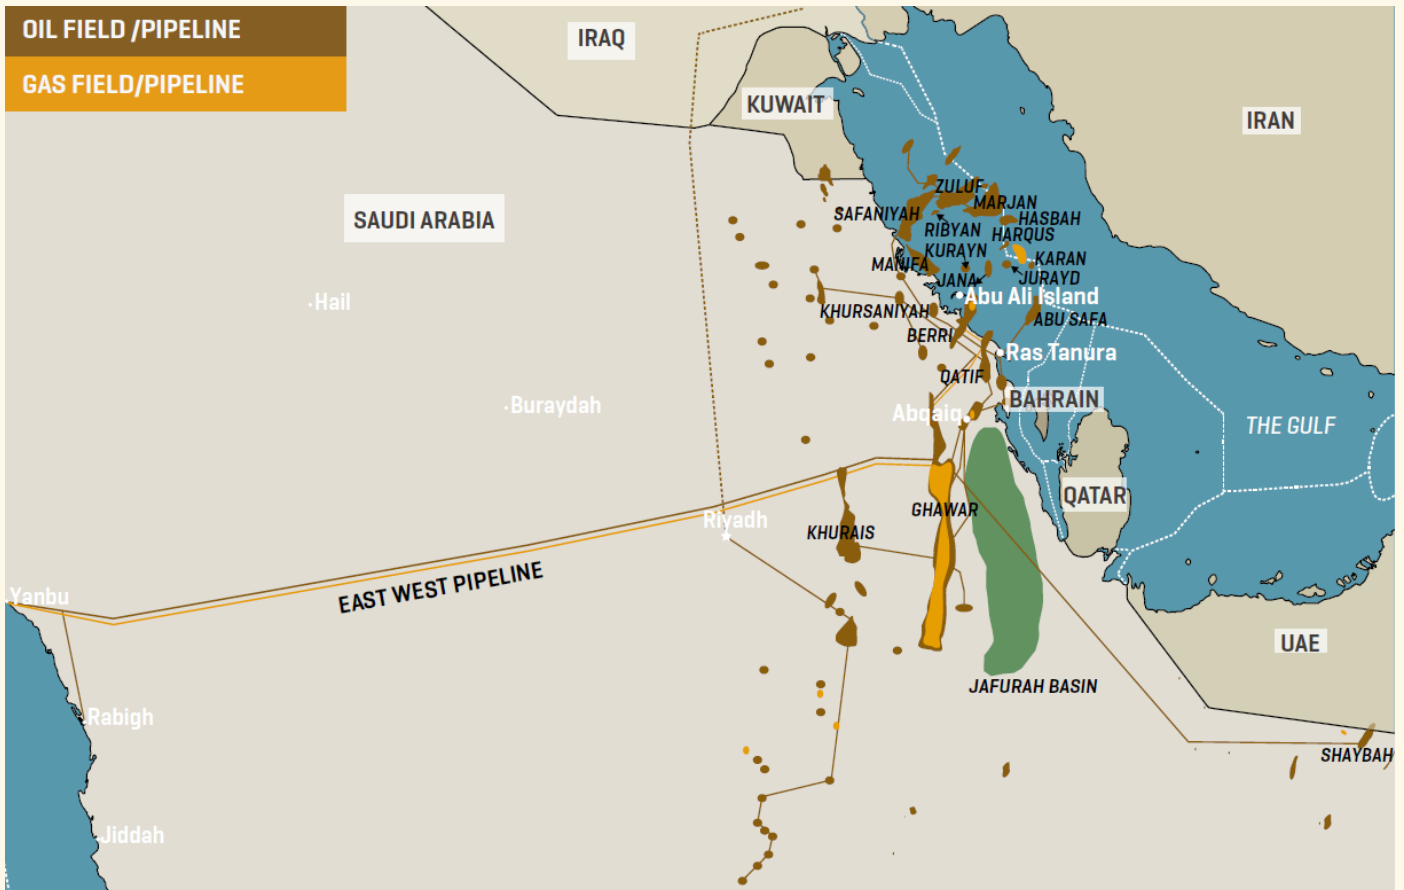 OIL FIELD /PIPELINE
GAS FIELD/PIPELINE
IRAQ
KUWAIT
IRAN
SAUDI ARABIA
ZULUF
MARJAN
SAFANIYAH
HASBAH
RIBYAN
HARQUS
KURAYN
KARAN
MANIFA
JURAYD
JANA
Abu Ali Island
Hail
KHURSANIYAH
ABU SAFA
BERRI
Ras Tanura
QATIF
BAHRAIN
Buraydah
Abqaiq
THE GULF
QATAR
GHAWAR
Riyadh
KHURAIS
EAST WEST PIPELINE
Yanbu
UAE
JAFURAH BASIN
Rabigh
SHAYBAH
Jiddah